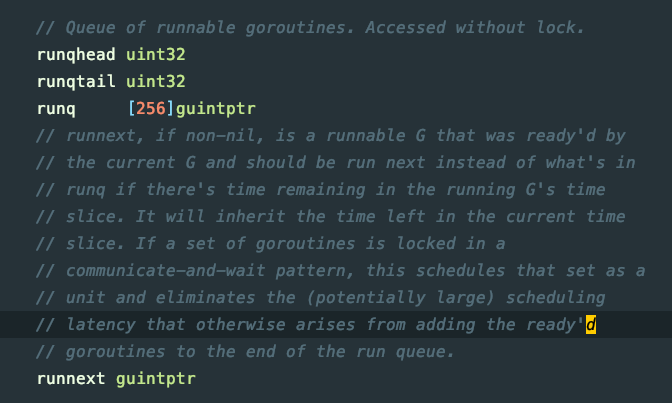 // Queue of runnable goroutines. Accessed without lock.
runqhead uint32
runqtail uint32
runq     [256]guintptr
// runnext, if non-nil, is a runnable G that was ready'd by
// the current G and should be run next instead of what's in
// runq if there's time remaining in the running G's time
// slice. It will inherit the time left in the current time
// slice. If a set of goroutines is locked in a
// communicate-and-wait pattern, this schedules that set as a
// unit and eliminates the (potentially large) scheduling
// latency that otherwise arises from adding the ready'd
// goroutines to the end of the run queue.
runnext guintptr